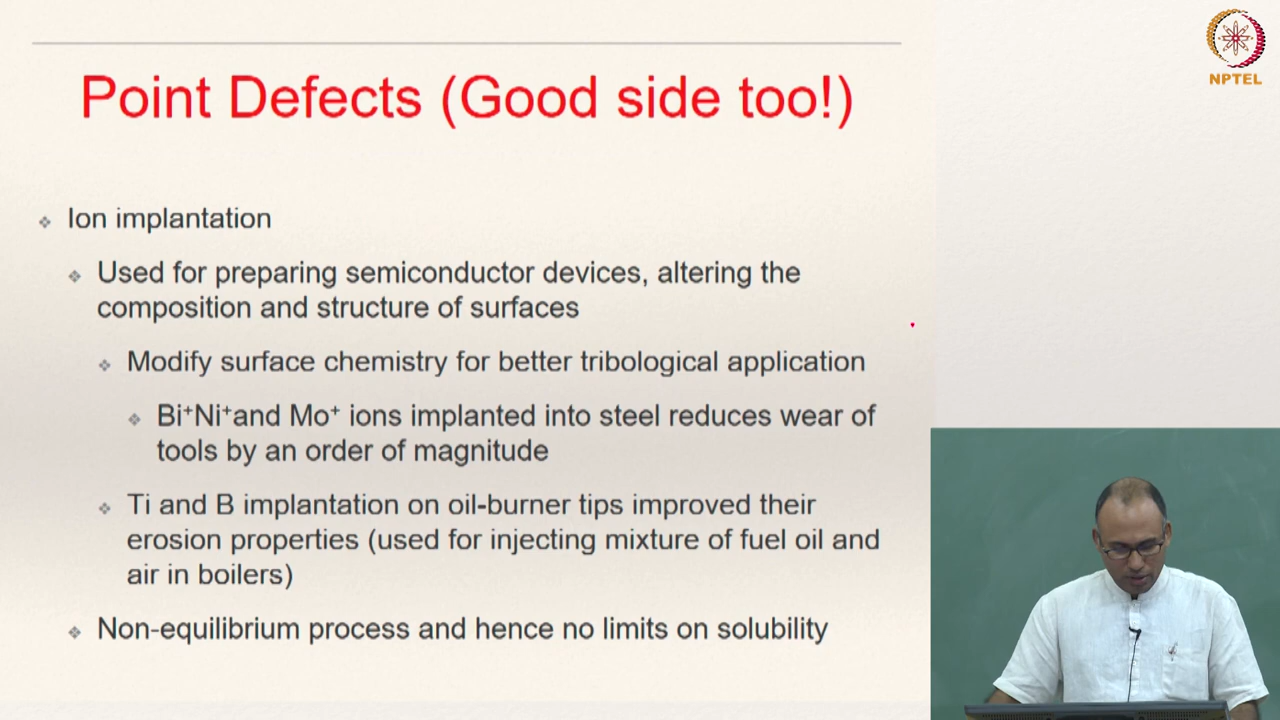 Point Defects (Good side too!)
NPTEL
Ion implantation
Used for preparing semiconductor devices, altering the
composition and structure of surfaces
Modify surface chemistry for better tribological application
Bi⁺Ni⁺and Mo⁺ ions implanted into steel reduces wear of
tools by an order of magnitude
Ti and B implantation on oil-burner tips improved their
erosion properties (used for injecting mixture of fuel oil and
air in boilers)
Non-equilibrium process and hence no limits on solubility